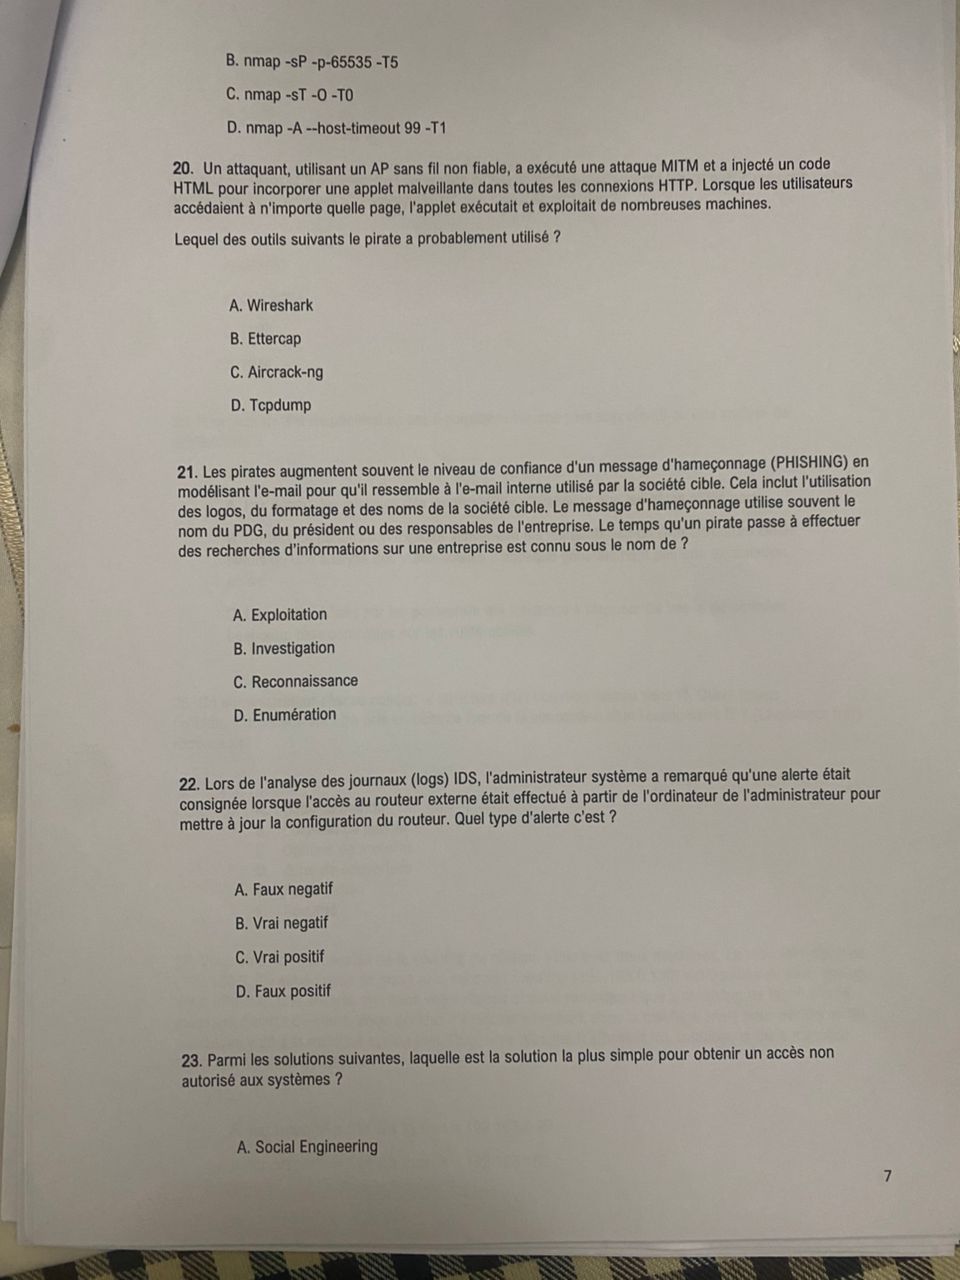 B. nmap -sP -p-65535 -T5
C. nmap -sT -O -T0
D. nmap -A --host-timeout 99 -T1
20. Un attaquant, utilisant un AP sans fil non fiable, a exécuté une attaque MITM et a injecté un code
HTML pour incorporer une applet malveillante dans toutes les connexions HTTP. Lorsque les utilisateurs
accédaient à n'importe quelle page, l'applet exécutait et exploitait de nombreuses machines.
Lequel des outils suivants le pirate a probablement utilisé ?
A. Wireshark
B. Ettercap
C. Aircrack-ng
D. Tcpdump
21. Les pirates augmentent souvent le niveau de confiance d'un message d'hameçonnage (PHISHING) en
modélisant l'e-mail pour qu'il ressemble à l'e-mail interne utilisé par la société cible. Cela inclut l'utilisation
des logos, du formatage et des noms de la société cible. Le message d'hameçonnage utilise souvent le
nom du PDG, du président ou des responsables de l'entreprise. Le temps qu'un pirate passe à effectuer
des recherches d'informations sur une entreprise est connu sous le nom de ?
A. Exploitation
B. Investigation
C. Reconnaissance
D. Enumération
22. Lors de l'analyse des journaux (logs) IDS, l'administrateur système a remarqué qu'une alerte était
consignée lorsque l'accès au routeur externe était effectué à partir de l'ordinateur de l'administrateur pour
mettre à jour la configuration du routeur. Quel type d'alerte c'est ?
A. Faux negatif
B. Vrai negatif
C. Vrai positif
D. Faux positif
23. Parmi les solutions suivantes, laquelle est la solution la plus simple pour obtenir un accès non
autorisé aux systèmes ?
A. Social Engineering
7